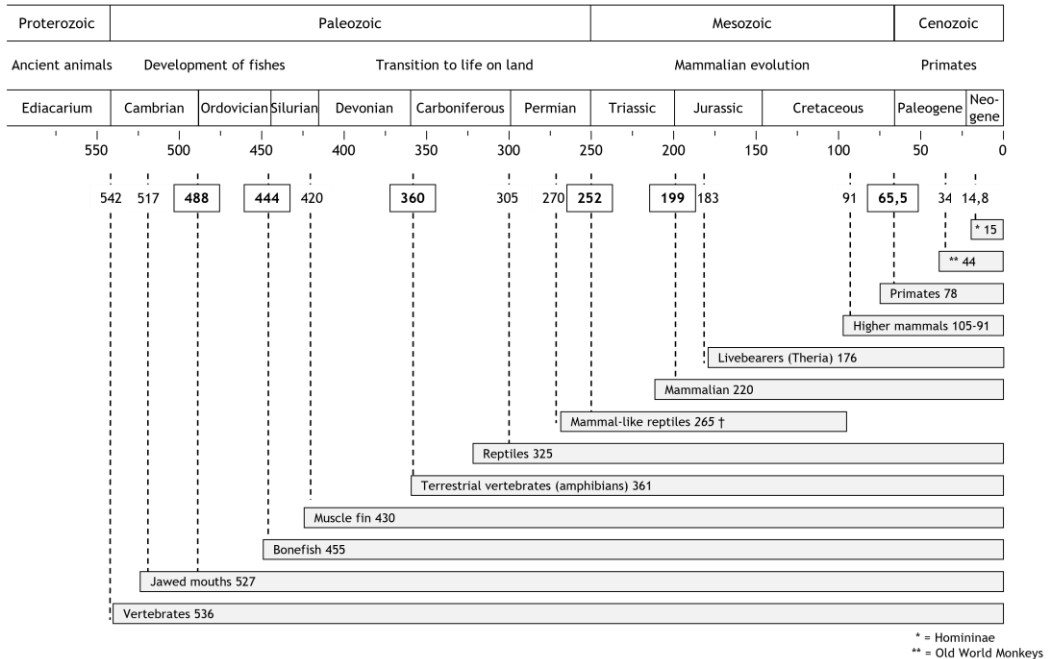 Proterozoic Paleozoic Mesozoic Cenozoic
Ancient animals Development of fishes Transition to life on land Mammalian evolution Primates
Ediacarium Cambrian Ordovician Silurian Devonian Carboniferous Permian Triassic Jurassic Cretaceous Paleogene Neo-
gene
550 500 450 400 350 300 250 200 150 100 50 0
542 517 488 444 420 360 305 270 252 199 183 91 65,5 34 14,8
* 15
** 44
Primates 78
Higher mammals 105-91
Livebearers (Theria) 176
Mammalian 220
Mammal-like reptiles 265 †
Reptiles 325
Terrestrial vertebrates (amphibians) 361
Muscle fin 430
Bonefish 455
Jawed mouths 527
Vertebrates 536
* = Homininae
** = Old World Monkeys